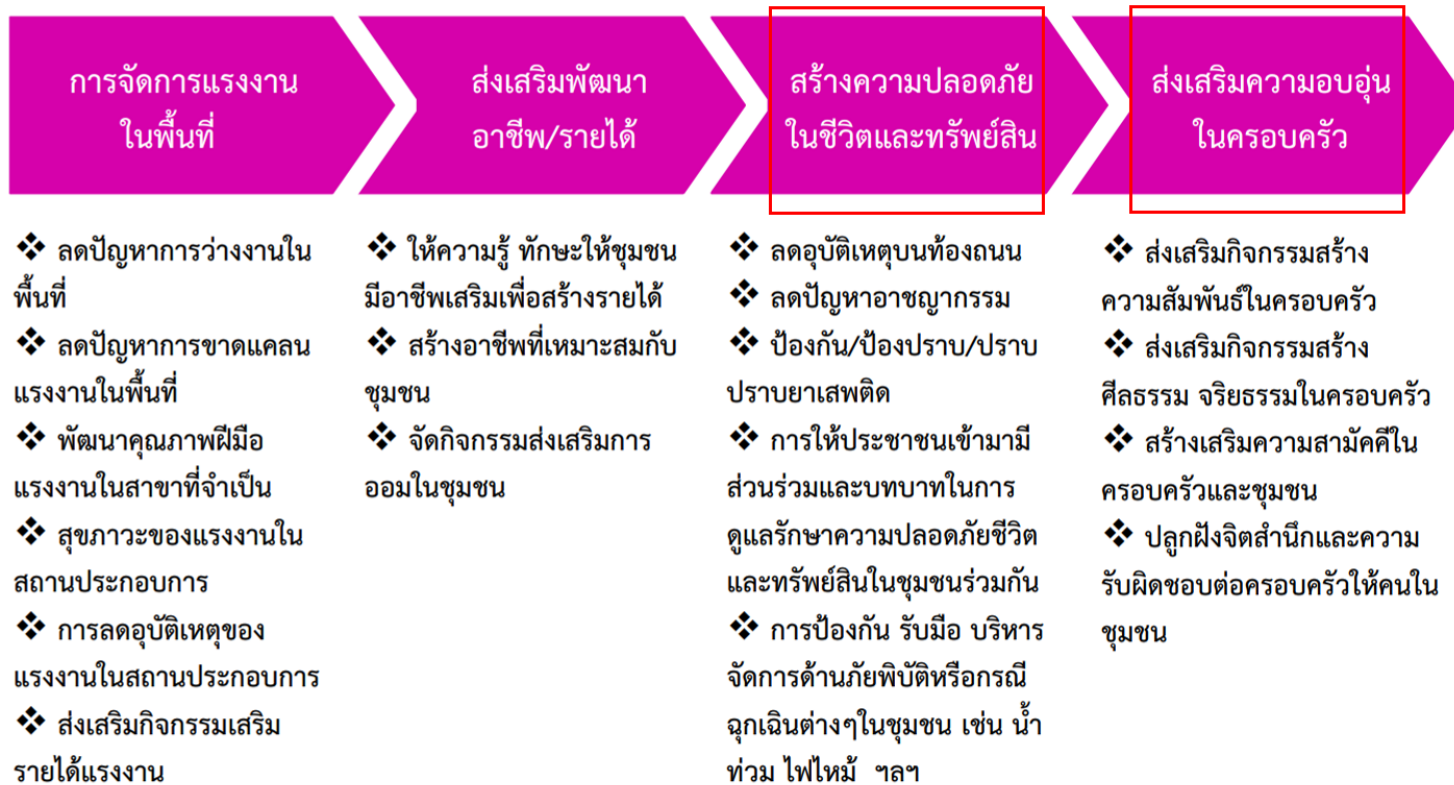 การจัดการแรงงาน
ในพื้นที่
ส่งเสริมพัฒนา
อาชีพ/รายได้
สร้างความปลอดภัย
ในชีวิตและทรัพย์สิน
ส่งเสริมความอบอุ่น
ในครอบครัว
❖ ลดปัญหาการว่างงานใน
พื้นที่
❖ ลดปัญหาการขาดแคลน
แรงงานในพื้นที่
❖ พัฒนาคุณภาพฝีมือ
แรงงานในสาขาที่จำเป็น
❖ สุขภาวะของแรงงานใน
สถานประกอบการ
❖ การลดอุบัติเหตุของ
แรงงานในสถานประกอบการ
❖ ส่งเสริมกิจกรรมเสริม
รายได้แรงงาน
❖ ให้ความรู้ ทักษะให้ชุมชน
มีอาชีพเสริมเพื่อสร้างรายได้
❖ สร้างอาชีพที่เหมาะสมกับ
ชุมชน
❖ จัดกิจกรรมส่งเสริมการ
ออมในชุมชน
❖ ลดอุบัติเหตุบนท้องถนน
❖ ลดปัญหาอาชญากรรม
❖ ป้องกัน/ป้องปราบ/ปราบ
ปราบยาเสพติด
❖ การให้ประชาชนเข้ามามี
ส่วนร่วมและบทบาทในการ
ดูแลรักษาความปลอดภัยชีวิต
และทรัพย์สินในชุมชนร่วมกัน
❖ การป้องกัน รับมือ บริหาร
จัดการด้านภัยพิบัติหรือกรณี
ฉุกเฉินต่างๆในชุมชน เช่น น้ำ
ท่วม ไฟไหม้ ฯลฯ
❖ ส่งเสริมกิจกรรมสร้าง
ความสัมพันธ์ในครอบครัว
❖ ส่งเสริมกิจกรรมสร้าง
ศีลธรรม จริยธรรมในครอบครัว
❖ สร้างเสริมความสามัคคีใน
ครอบครัวและชุมชน
❖ ปลูกฝังจิตสำนึกและความ
รับผิดชอบต่อครอบครัวให้คนใน
ชุมชน